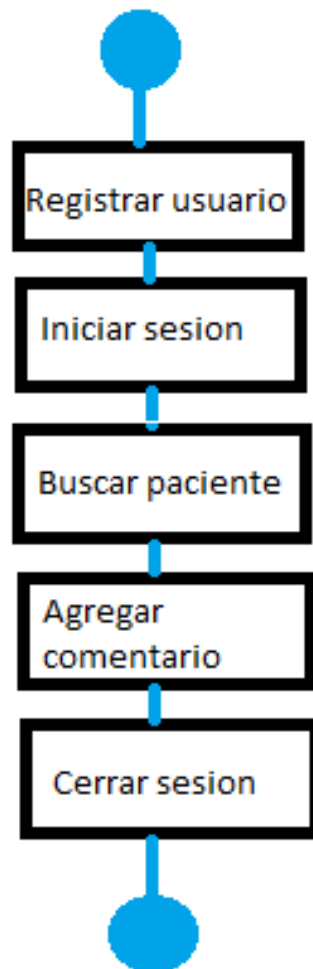 Registrar usuario
Iniciar sesion
Buscar paciente
Agregar
comentario
Cerrar sesion